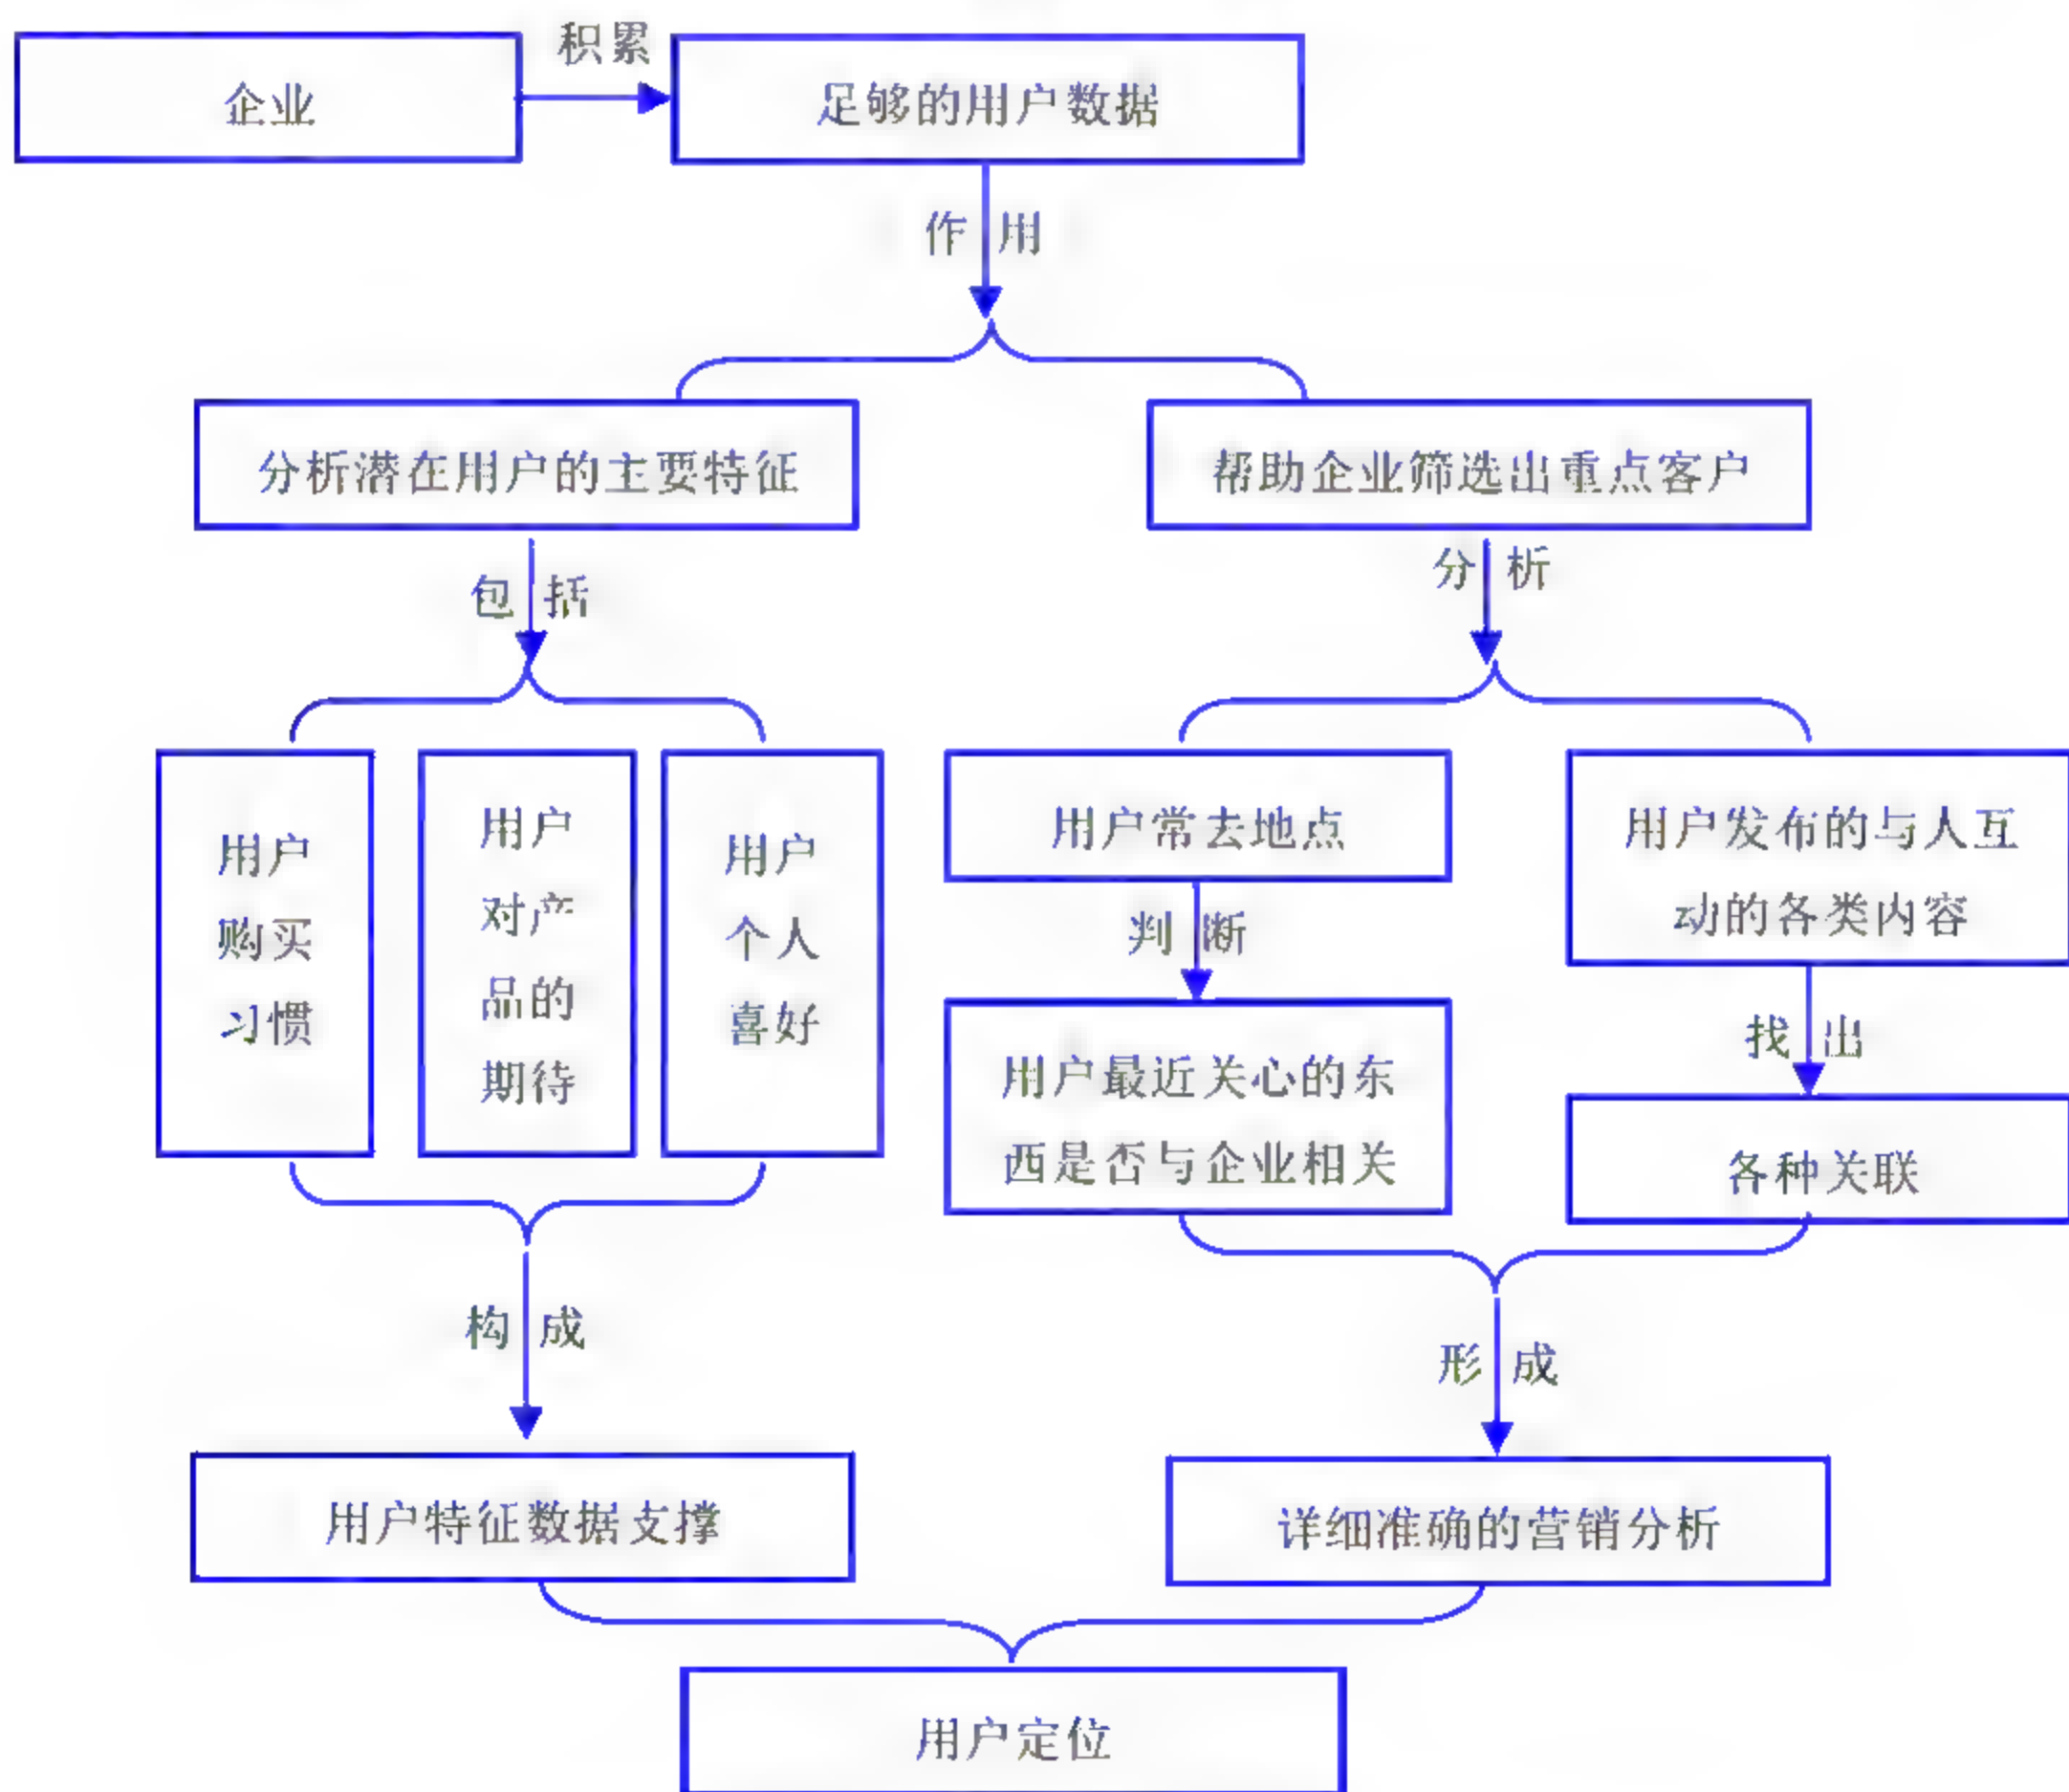 企业
积累
足够的用户数据
作用
分析潜在用户的主要特征
帮助企业筛选出重点客户
包括
分析
用户
购买
习惯
用户
对产
品的
期待
用户
个人
喜好
用户常去地点
用户发布的与人互
动的各类内容
判断
找出
用户最近关心的东
西是否与企业相关
各种关联
构成
形成
用户特征数据支撑
详细准确的营销分析
用户定位